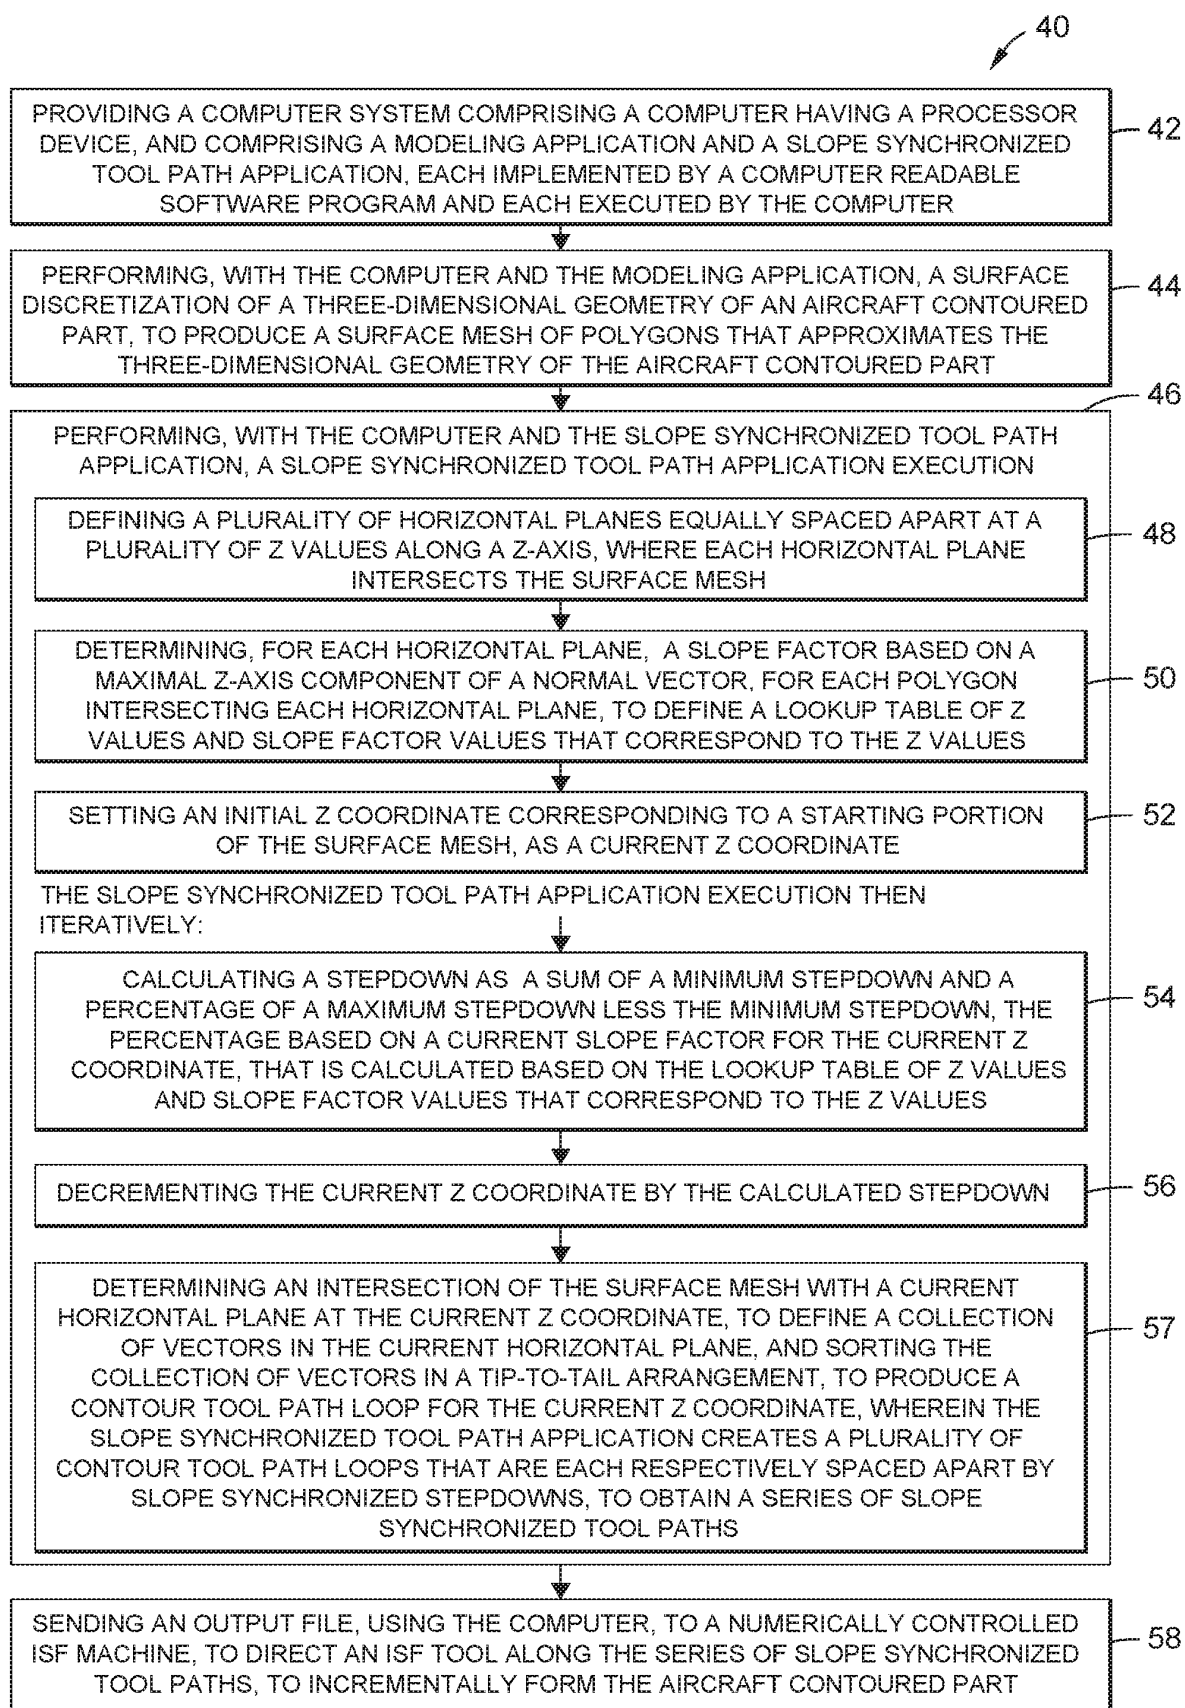 40
PROVIDING A COMPUTER SYSTEM COMPRISING A COMPUTER HAVING A PROCESSOR
DEVICE, AND COMPRISING A MODELING APPLICATION AND A SLOPE SYNCHRONIZED
TOOL PATH APPLICATION, EACH IMPLEMENTED BY A COMPUTER READABLE
SOFTWARE PROGRAM AND EACH EXECUTED BY THE COMPUTER
42
PERFORMING, WITH THE COMPUTER AND THE MODELING APPLICATION, A SURFACE
DISCRETIZATION OF A THREE-DIMENSIONAL GEOMETRY OF AN AIRCRAFT CONTOURED
PART, TO PRODUCE A SURFACE MESH OF POLYGONS THAT APPROXIMATES THE
THREE-DIMENSIONAL GEOMETRY OF THE AIRCRAFT CONTOURED PART
44
46
PERFORMING, WITH THE COMPUTER AND THE SLOPE SYNCHRONIZED TOOL PATH
APPLICATION, A SLOPE SYNCHRONIZED TOOL PATH APPLICATION EXECUTION
DEFINING A PLURALITY OF HORIZONTAL PLANES EQUALLY SPACED APART AT A
PLURALITY OF Z VALUES ALONG A Z-AXIS, WHERE EACH HORIZONTAL PLANE
INTERSECTS THE SURFACE MESH
48
DETERMINING, FOR EACH HORIZONTAL PLANE, A SLOPE FACTOR BASED ON A
MAXIMAL Z-AXIS COMPONENT OF A NORMAL VECTOR, FOR EACH POLYGON
INTERSECTING EACH HORIZONTAL PLANE, TO DEFINE A LOOKUP TABLE OF Z
VALUES AND SLOPE FACTOR VALUES THAT CORRESPOND TO THE Z VALUES
50
SETTING AN INITIAL Z COORDINATE CORRESPONDING TO A STARTING PORTION
OF THE SURFACE MESH, AS A CURRENT Z COORDINATE
52
THE SLOPE SYNCHRONIZED TOOL PATH APPLICATION EXECUTION THEN
ITERATIVELY:
CALCULATING A STEPDOWN AS A SUM OF A MINIMUM STEPDOWN AND A
PERCENTAGE OF A MAXIMUM STEPDOWN LESS THE MINIMUM STEPDOWN, THE
PERCENTAGE BASED ON A CURRENT SLOPE FACTOR FOR THE CURRENT Z
COORDINATE, THAT IS CALCULATED BASED ON THE LOOKUP TABLE OF Z VALUES
AND SLOPE FACTOR VALUES THAT CORRESPOND TO THE Z VALUES
54
DECREMENTING THE CURRENT Z COORDINATE BY THE CALCULATED STEPDOWN
56
DETERMINING AN INTERSECTION OF THE SURFACE MESH WITH A CURRENT
HORIZONTAL PLANE AT THE CURRENT Z COORDINATE, TO DEFINE A COLLECTION
OF VECTORS IN THE CURRENT HORIZONTAL PLANE, AND SORTING THE
COLLECTION OF VECTORS IN A TIP-TO-TAIL ARRANGEMENT, TO PRODUCE A
CONTOUR TOOL PATH LOOP FOR THE CURRENT Z COORDINATE, WHEREIN THE
SLOPE SYNCHRONIZED TOOL PATH APPLICATION CREATES A PLURALITY OF
CONTOUR TOOL PATH LOOPS THAT ARE EACH RESPECTIVELY SPACED APART BY
SLOPE SYNCHRONIZED STEPDOWNS, TO OBTAIN A SERIES OF SLOPE
SYNCHRONIZED TOOL PATHS
57
SENDING AN OUTPUT FILE, USING THE COMPUTER, TO A NUMERICALLY CONTROLLED
ISF MACHINE, TO DIRECT AN ISF TOOL ALONG THE SERIES OF SLOPE SYNCHRONIZED
TOOL PATHS, TO INCREMENTALLY FORM THE AIRCRAFT CONTOURED PART
58